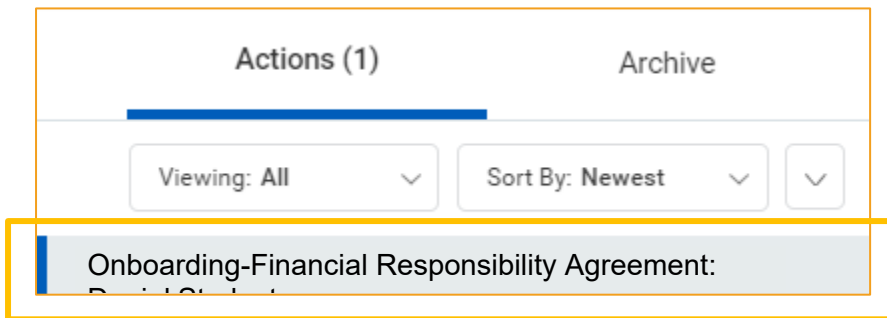 Actions (1)
Archive
Viewing: All
Sort By: Newest
Onboarding-Financial Responsibility Agreement: